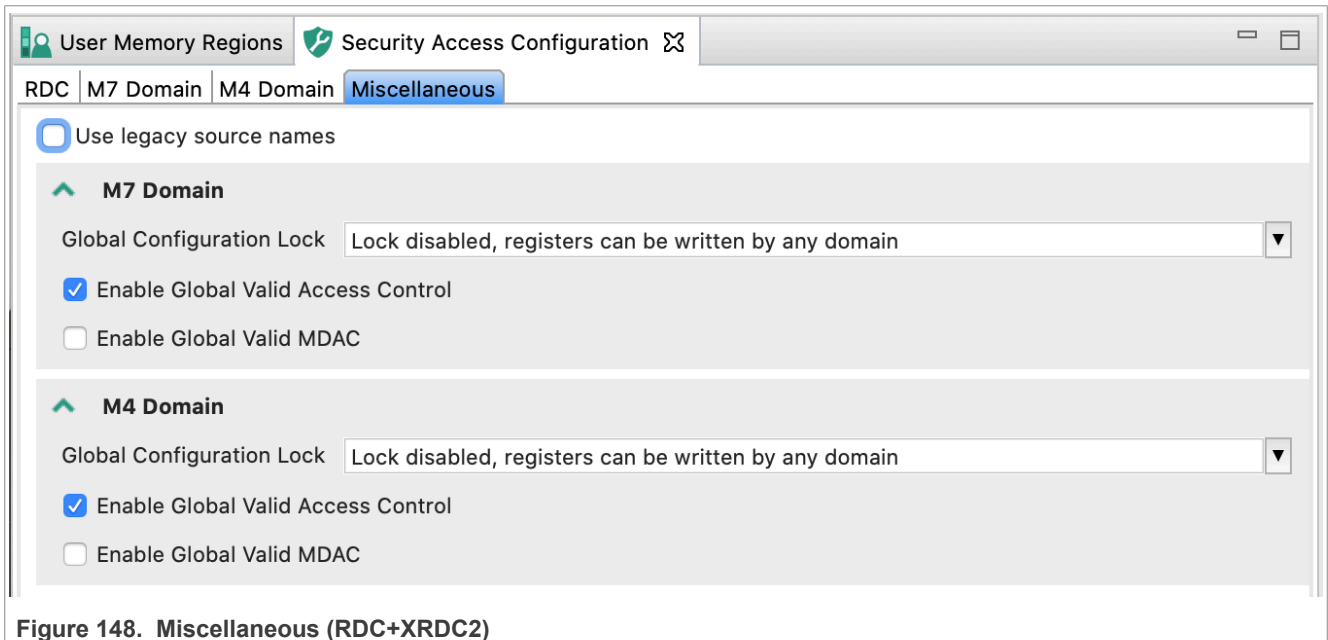 User Memory Regions Security Access Configuration
RDC M7 Domain M4 Domain Miscellaneous
Use legacy source names
M7 Domain
Global Configuration Lock Lock disabled, registers can be written by any domain
Enable Global Valid Access Control
Enable Global Valid MDAC
M4 Domain
Global Configuration Lock Lock disabled, registers can be written by any domain
Enable Global Valid Access Control
Enable Global Valid MDAC
Figure 148. Miscellaneous (RDC+XRDC2)